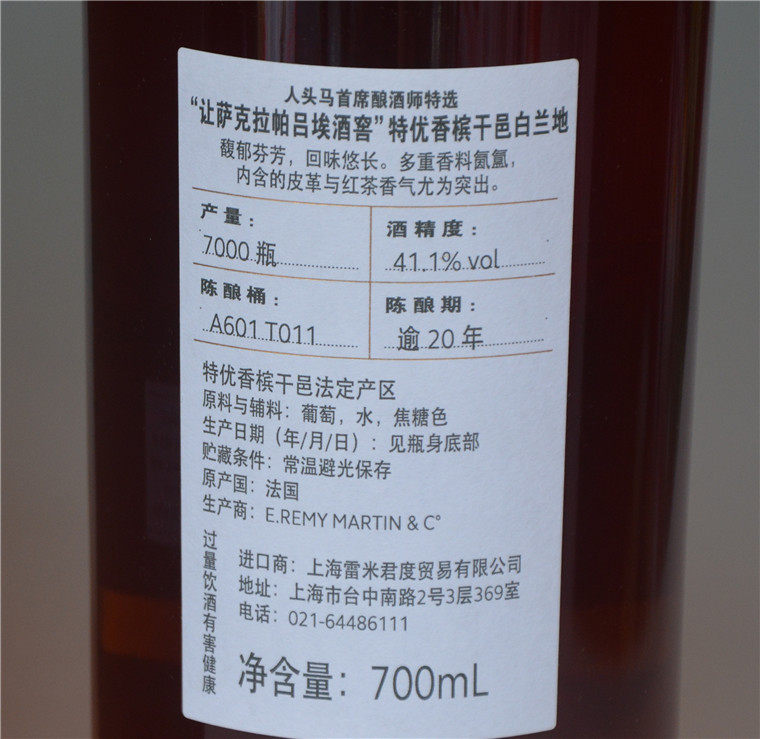 人头马首席酿酒师特选
“让萨克拉帕吕埃酒窖”特优香槟干邑白兰地
馥郁芬芳，回味悠长。多重香料氤氲，
内含的皮革与红茶香气尤为突出。
产量：
7000 瓶
酒精度：
41.1% vol
陈酿桶：
A601 T011
陈酿期：
逾 20 年
特优香槟干邑法定产区
原料与辅料：葡萄，水，焦糖色
生产日期（年/月/日）：见瓶身底部
贮藏条件：常温避光保存
原产国：法国
生产商：E.REMY MARTIN & C°
过量饮酒有害健康
进口商：上海雷米君度贸易有限公司
地址：上海市台中南路2号3层369室
电话：021-64486111
净含量：700mL